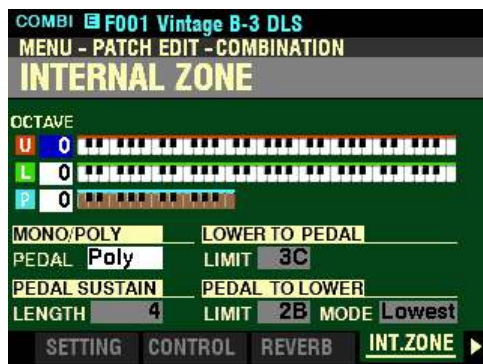 COMBI E F001 Vintage B-3 DLS
MENU - PATCH EDIT - COMBINATION
INTERNAL ZONE
OCTAVE
U 0
L 0
P 0
MONO/POLY LOWER TO PEDAL
PEDAL Poly LIMIT 3C
PEDAL SUSTAIN PEDAL TO LOWER
LENGTH 4 LIMIT 2B MODE Lowest
SETTING CONTROL REVERB INT.ZONE